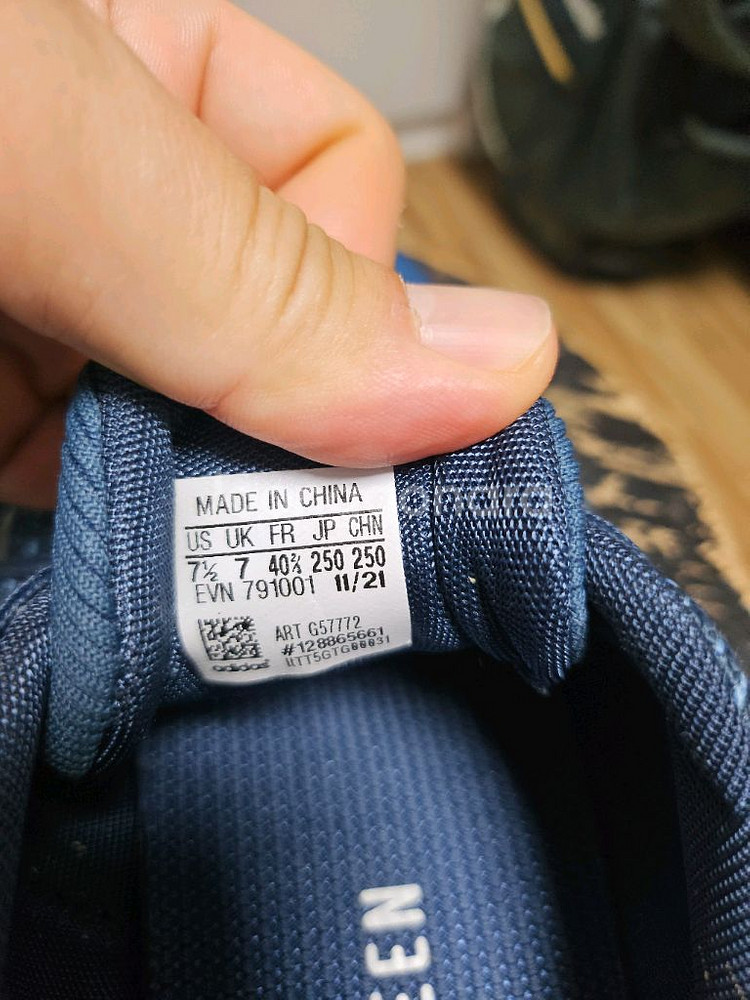 MADE IN CHINA
US UK FR JP CHN
7½ 7 40⅔ 250 250
EVN 791001 11/21
ART G57772
#128865661
adidas
EEN